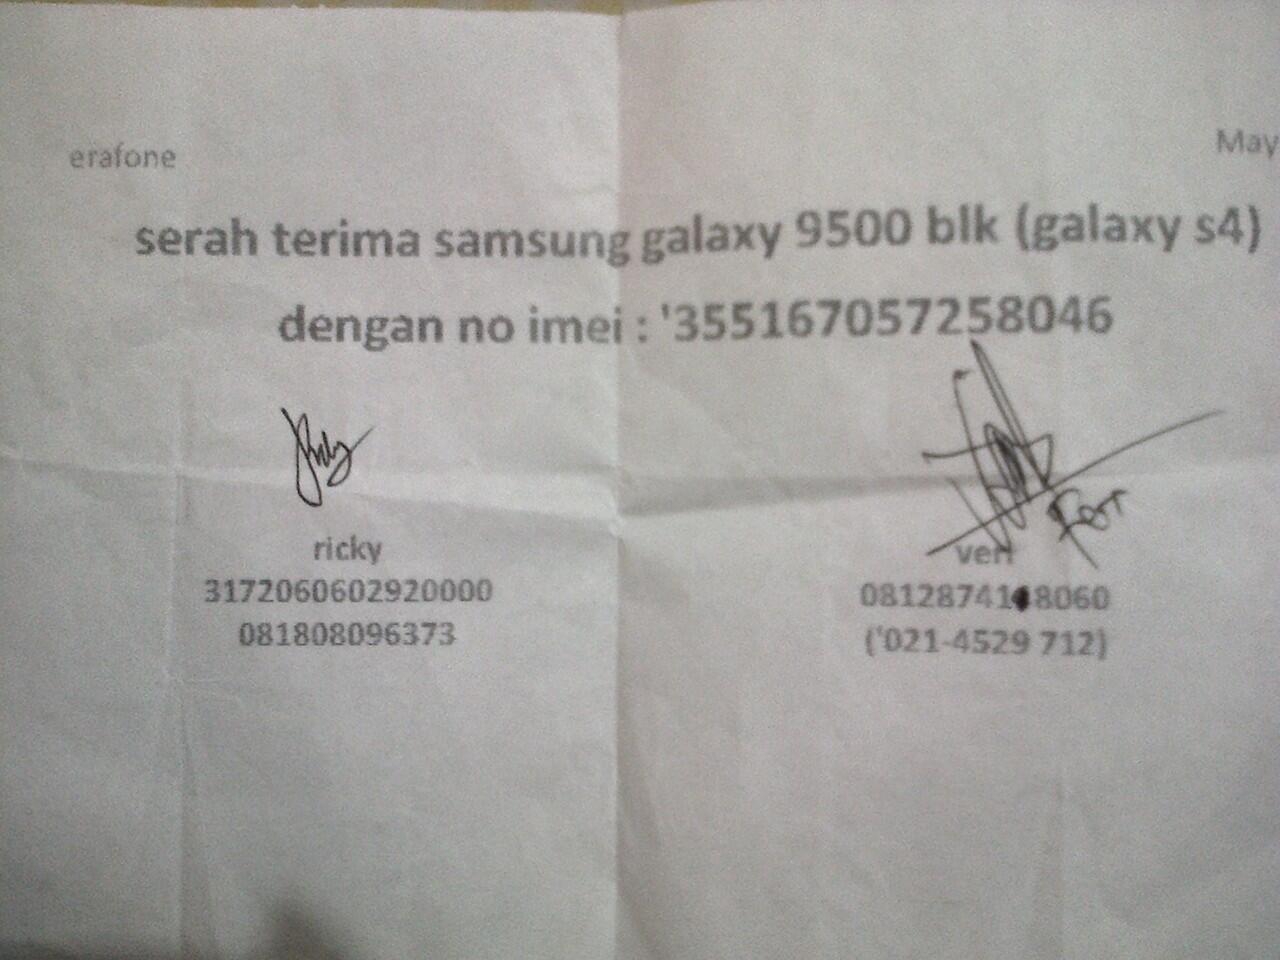 erafone
May
serah terima samsung galaxy 9500 blk (galaxy s4)
dengan no imei : '355167057258046
ricky
3172060602920000
081808096373
081287418060
('021-4529 712)